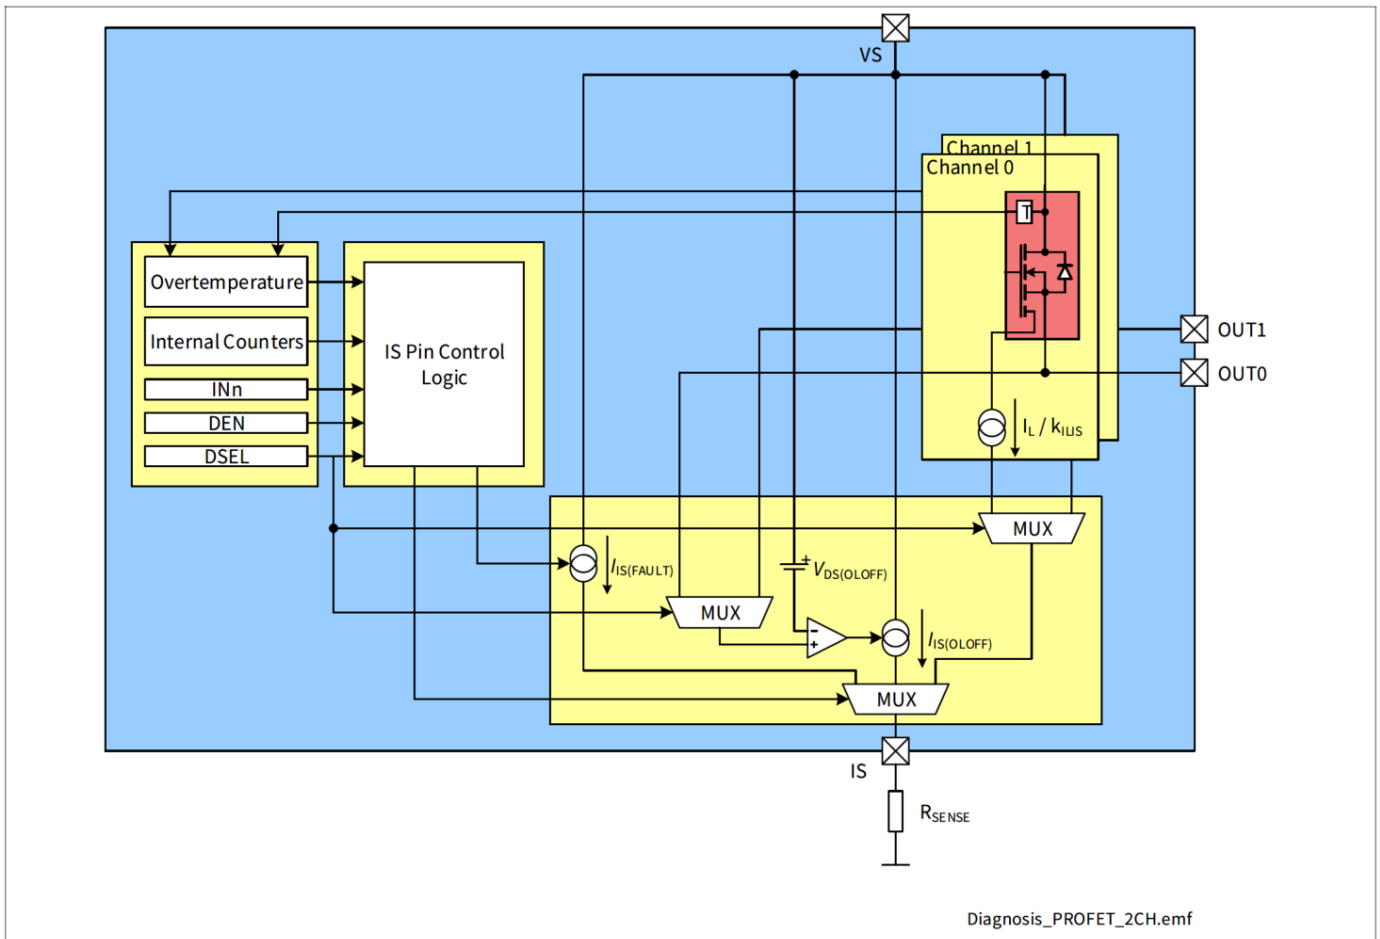 VS
Channel 1
Channel 0
T
Overtemperature
Internal Counters
INn
DEN
DSEL
IS Pin Control
Logic
OUT1
OUT0
IL / kILIS
MUX
IIS(FAULT)
+
VDS(OLOFF)
MUX
-
+
IIS(OLOFF)
MUX
IS
RSENSE
Diagnosis_PROFET_2CH.emf